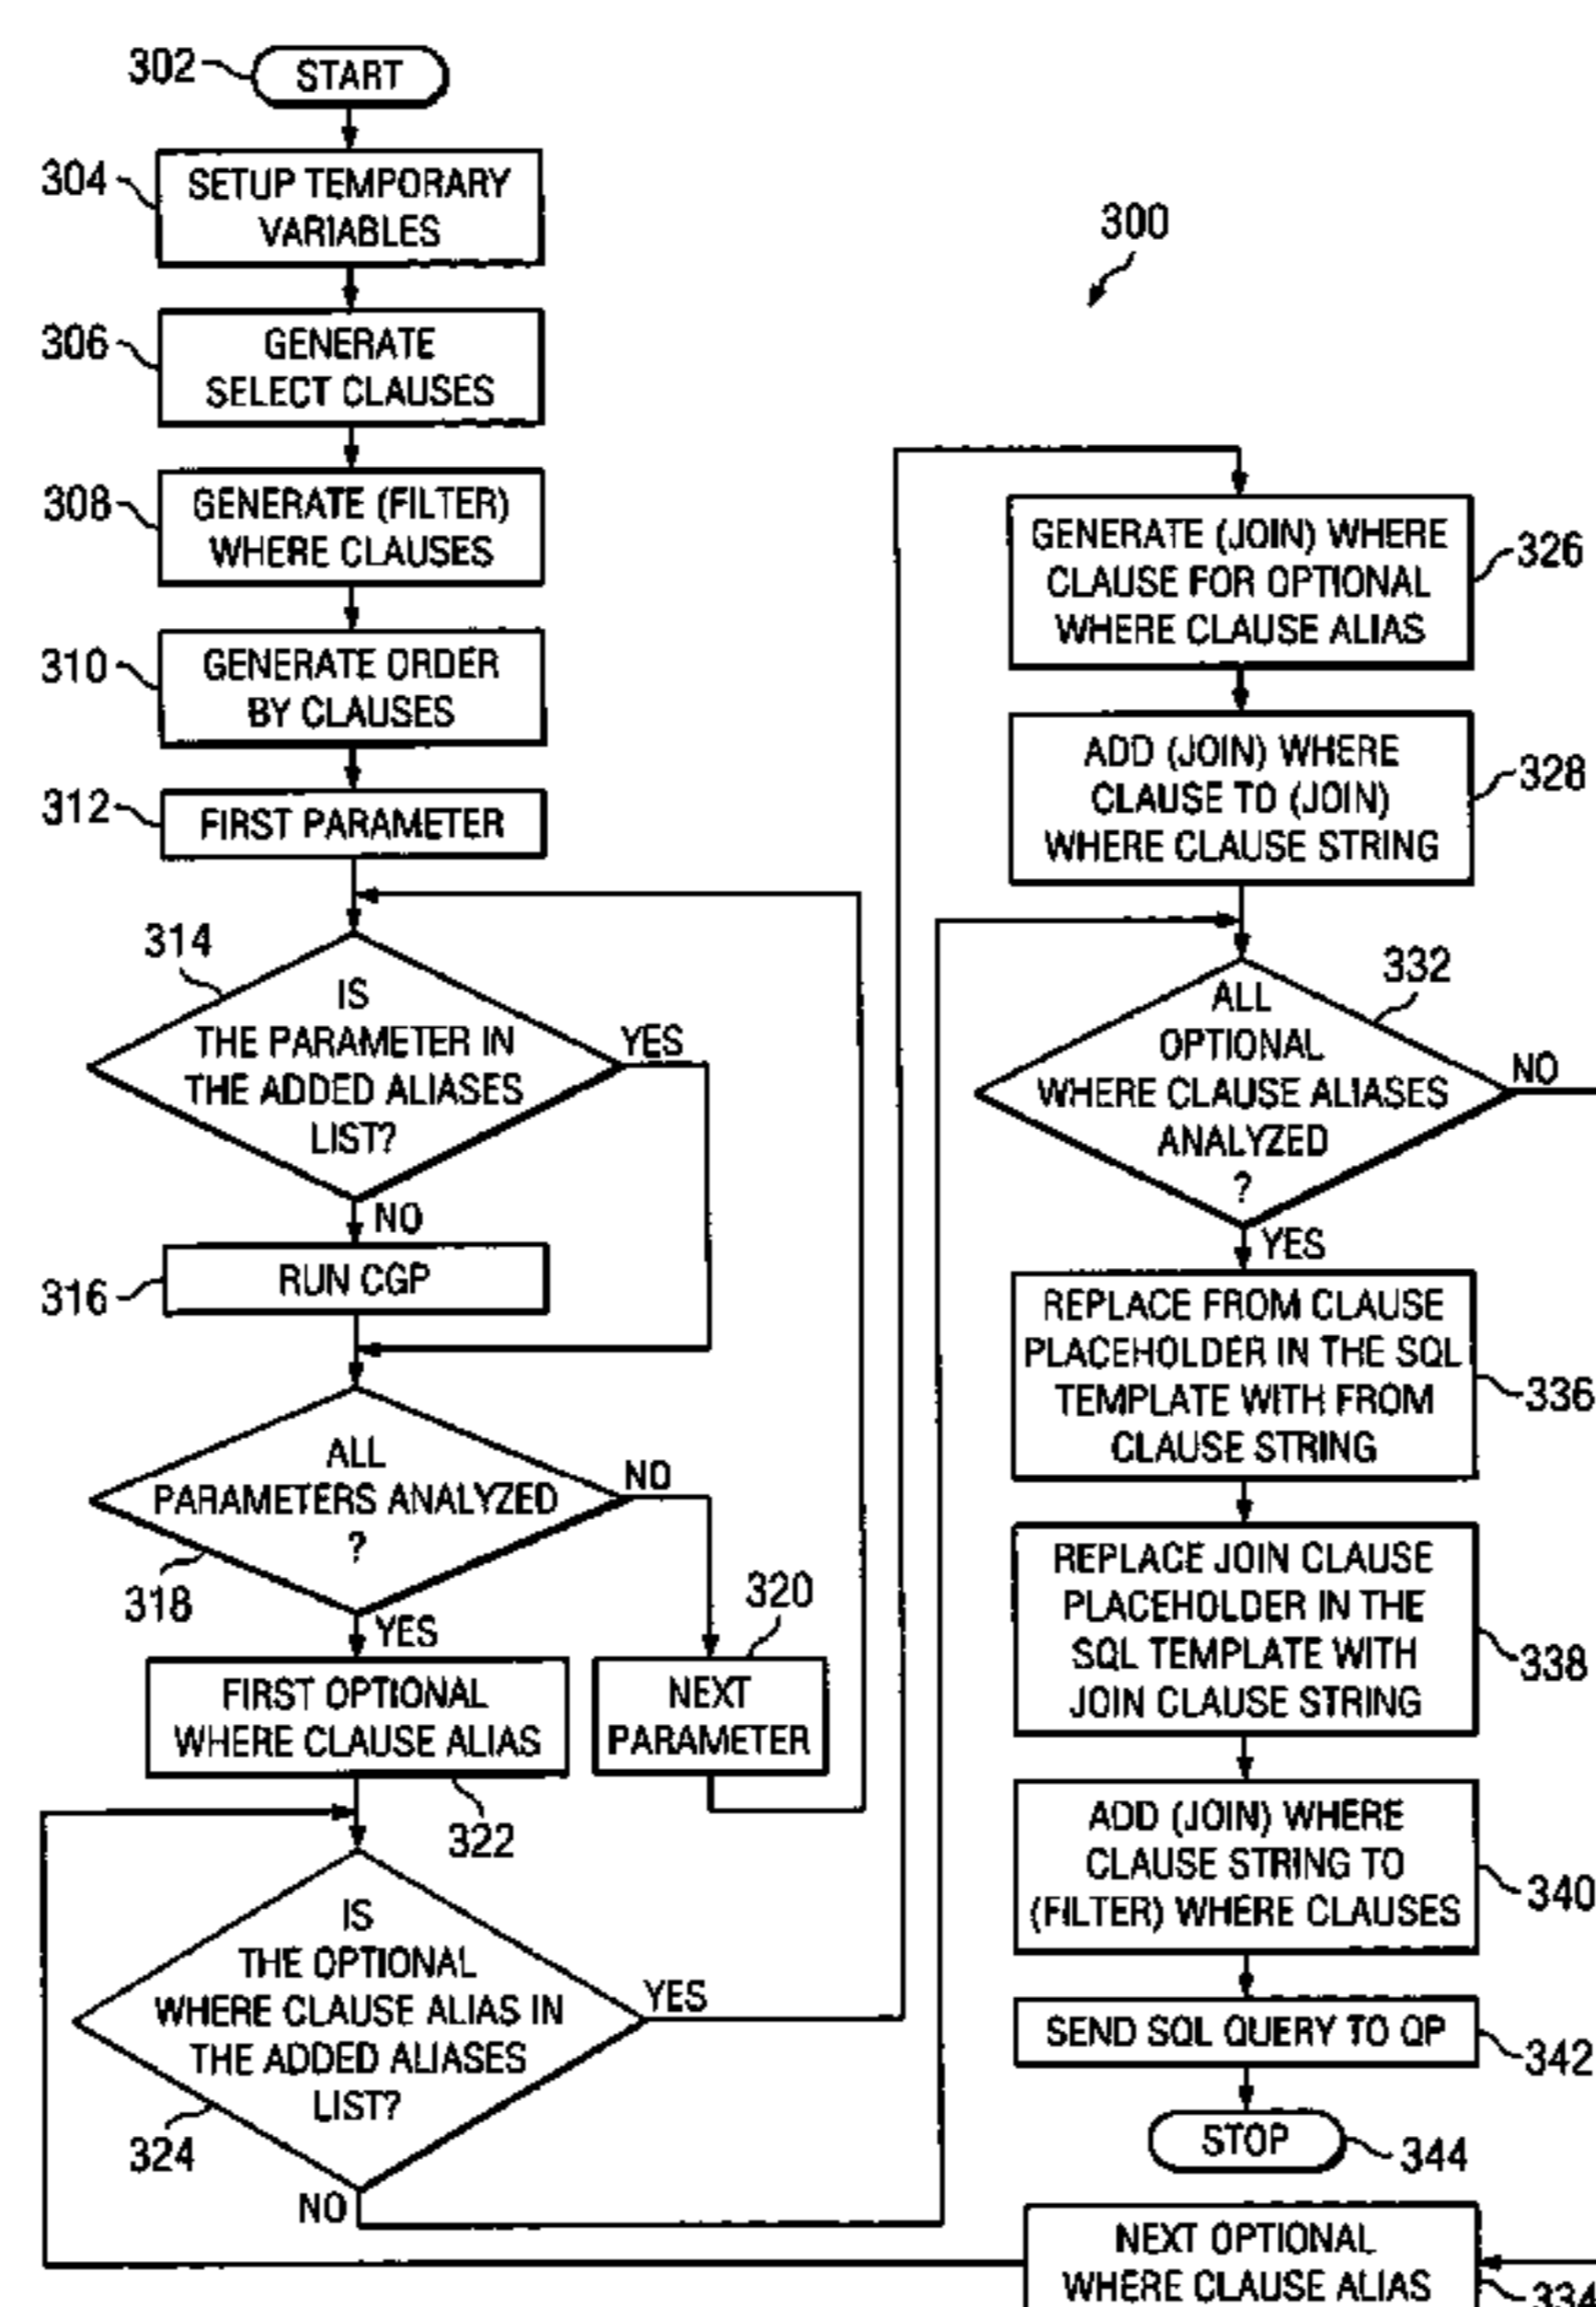 302
START
304
SETUP TEMPORARY
VARIABLES
306
GENERATE
SELECT CLAUSES
308
GENERATE (FILTER)
WHERE CLAUSES
310
GENERATE ORDER
BY CLAUSES
312
FIRST PARAMETER
314
IS
THE PARAMETER IN
THE ADDED ALIASES
LIST?
YES
NO
316
RUN CGP
ALL
PARAMETERS ANALYZED
?
NO
318
YES
320
NEXT
PARAMETER
FIRST OPTIONAL
WHERE CLAUSE ALIAS
322
IS
THE OPTIONAL
WHERE CLAUSE ALIAS IN
THE ADDED ALIASES
LIST?
YES
324
NO
300
GENERATE (JOIN) WHERE
CLAUSE FOR OPTIONAL
WHERE CLAUSE ALIAS
326
ADD (JOIN) WHERE
CLAUSE TO (JOIN)
WHERE CLAUSE STRING
328
332
ALL
OPTIONAL
WHERE CLAUSE ALIASES
ANALYZED
?
NO
YES
REPLACE FROM CLAUSE
PLACEHOLDER IN THE SQL
TEMPLATE WITH FROM
CLAUSE STRING
336
REPLACE JOIN CLAUSE
PLACEHOLDER IN THE
SQL TEMPLATE WITH
JOIN CLAUSE STRING
338
ADD (JOIN) WHERE
CLAUSE STRING TO
(FILTER) WHERE CLAUSES
340
SEND SQL QUERY TO QP
342
STOP
344
NEXT OPTIONAL
WHERE CLAUSE ALIAS
334